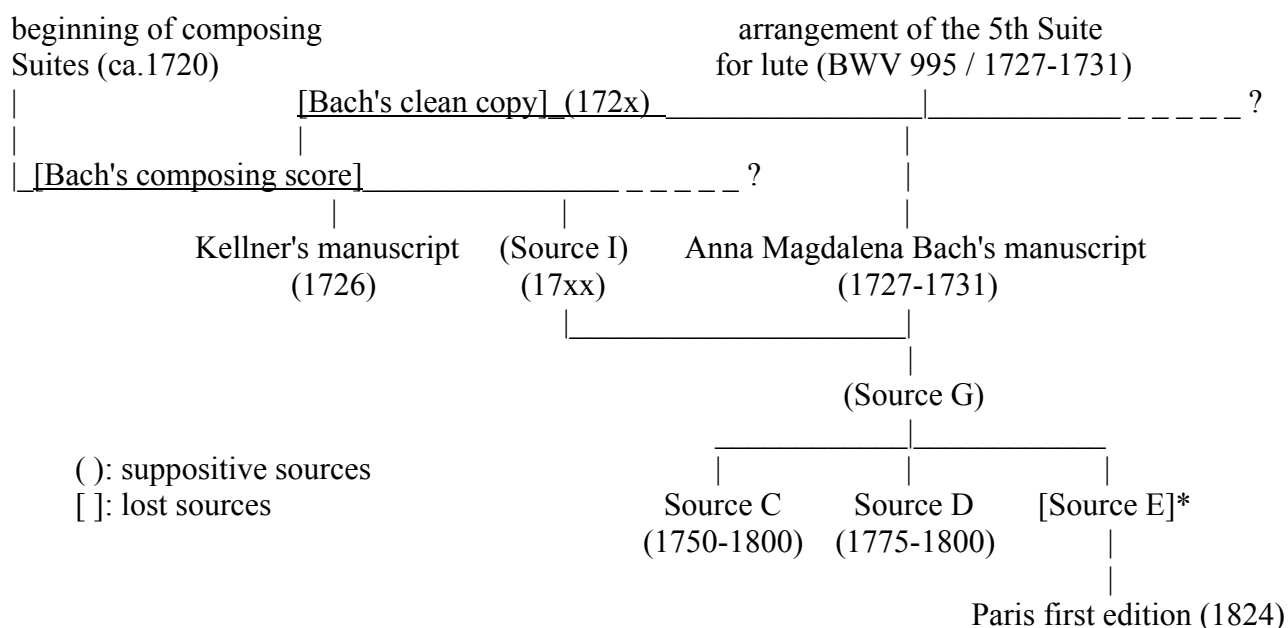 beginning of composing arrangement of the 5th Suite
Suites (ca.1720) for lute (BWV 995 / 1727-1731)
[Bach's clean copy] (172x) ?
[Bach's composing score] ?
Kellner's manuscript (Source I) Anna Magdalena Bach's manuscript
(1726) (17xx) (1727-1731)
(Source G)
( ): suppositive sources
[ ]: lost sources Source C Source D [Source E]*
(1750-1800) (1775-1800)
Paris first edition (1824)